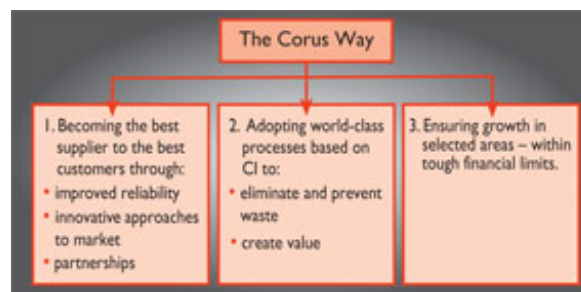 The Corus Way
1. Becoming the best
supplier to the best
customers through:
• improved reliability
• innovative approaches
to market
• partnerships
2. Adopting world-class
processes based on
CI to:
• eliminate and prevent
waste
• create value
3. Ensuring growth in
selected areas – within
tough financial limits.